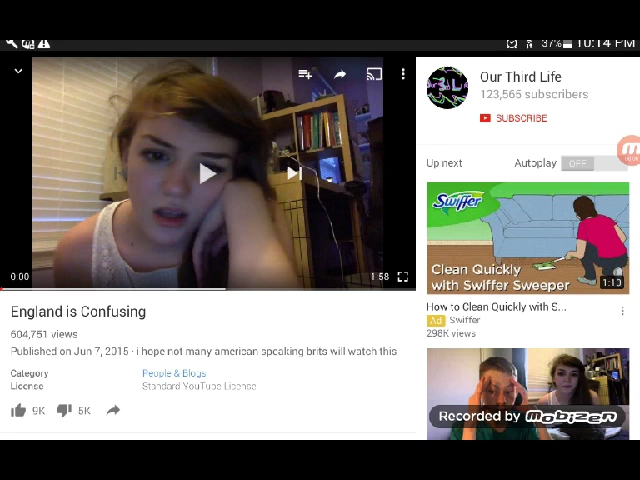 37% 10:14 PM
Our Third Life
123,565 subscribers
SUBSCRIBE
Up next Autoplay OFF
0:00 1:58
Swiffer
Clean Quickly
with Swiffer Sweeper
1:10
England is Confusing
604,751 views
Published on Jun 7, 2015 · i hope not many american speaking brits will watch this
Category People & Blogs
License Standard YouTube License
9K 5K
How to Clean Quickly with S...
Ad Swiffer
298K views
Recorded by Mobizen